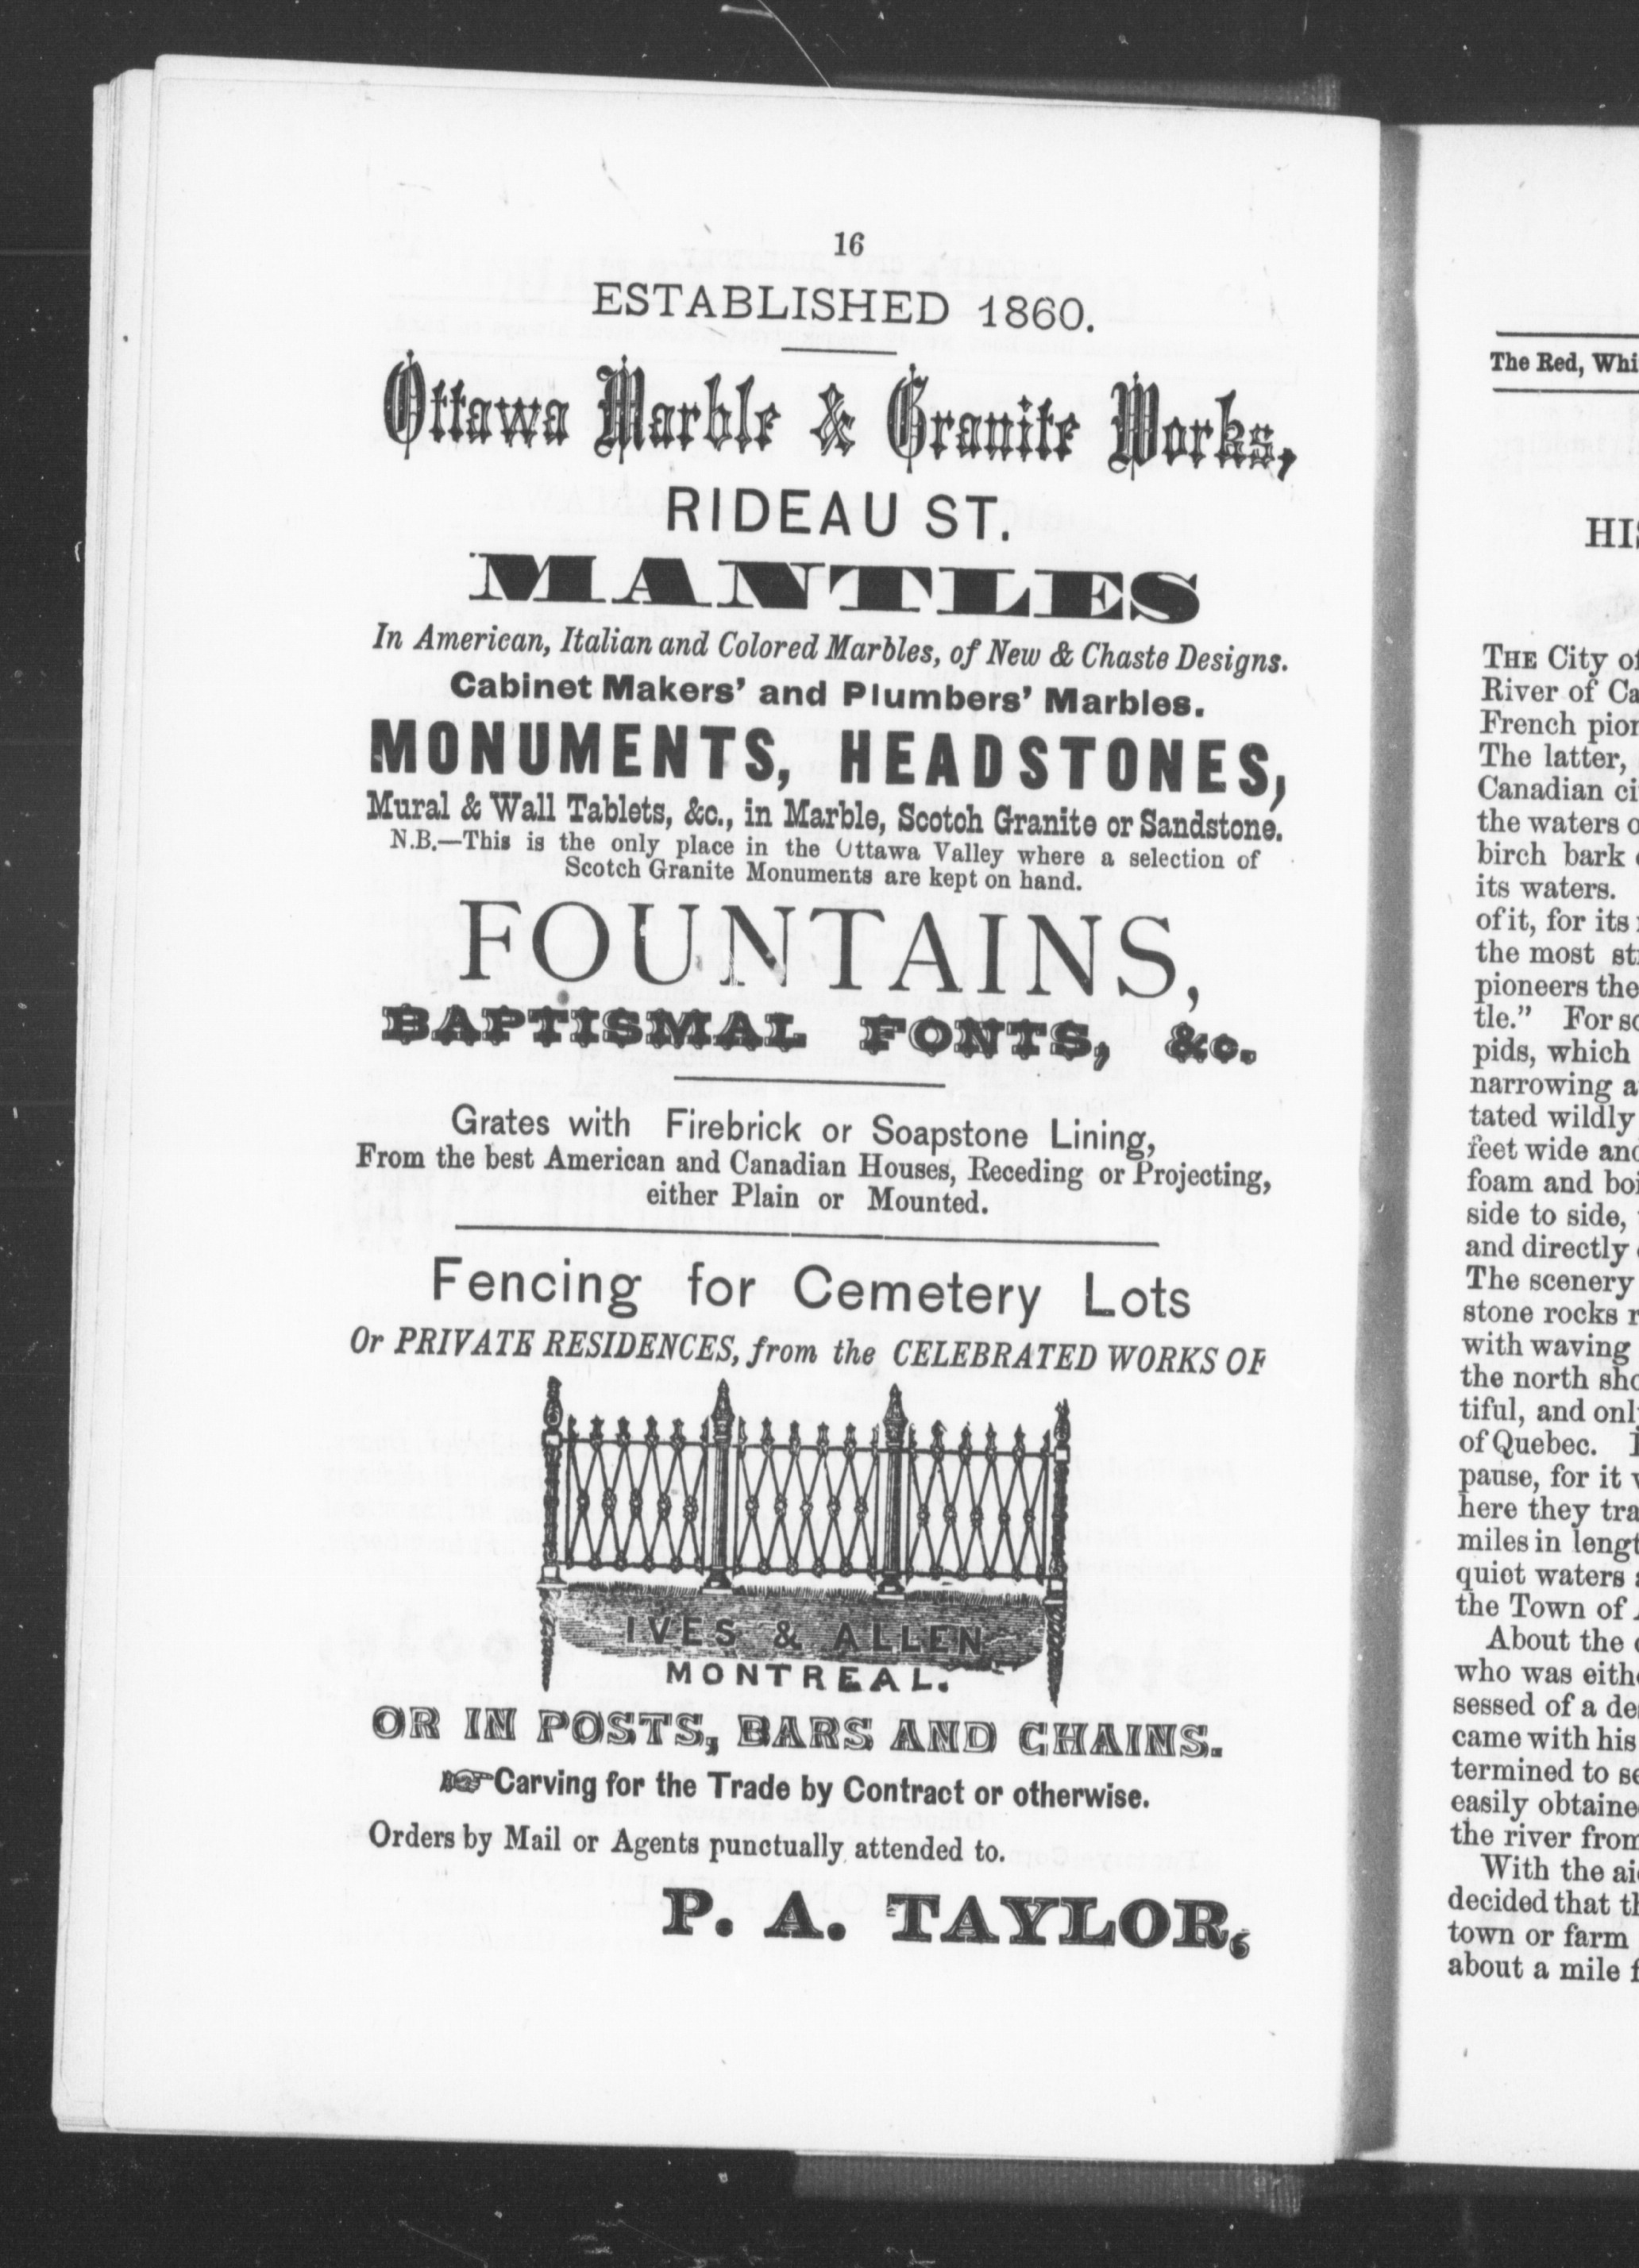 16
ESTABLISHED 1860.
Ottawa Marble & Granite Works,
RIDEAU ST.
MANTLES
In American, Italian and Colored Marbles, of New & Chaste Designs.
Cabinet Makers' and Plumbers' Marbles.
MONUMENTS, HEADSTONES,
Mural & Wall Tablets, &c., in Marble, Scotch Granite or Sandstone.
N.B.—This is the only place in the Ottawa Valley where a selection of
Scotch Granite Monuments are kept on hand.
FOUNTAINS,
BAPTISMAL FONTS, &c.
Grates with Firebrick or Soapstone Lining,
From the best American and Canadian Houses, Receding or Projecting,
either Plain or Mounted.
Fencing for Cemetery Lots
Or PRIVATE RESIDENCES, from the CELEBRATED WORKS OF
IVES & ALLEN
MONTREAL.
OR IN POSTS, BARS AND CHAINS.
☞Carving for the Trade by Contract or otherwise.
Orders by Mail or Agents punctually attended to.
P. A. TAYLOR,
The Red, Whi
HIS
THE City of
River of Ca
French pion
The latter,
Canadian ci
the waters o
birch bark
its waters.
of it, for its
the most st
pioneers the
tle." For so
pids, which
narrowing a
tated wildly
feet wide and
foam and boi
side to side,
and directly
The scenery
stone rocks r
with waving
the north sho
tiful, and onl
of Quebec.
pause, for it
here they tra
miles in lengt
quiet waters
the Town of
About the
who was eith
sessed of a de
came with his
termined to se
easily obtaine
the river from
With the ai
decided that th
town or farm
about a mile f